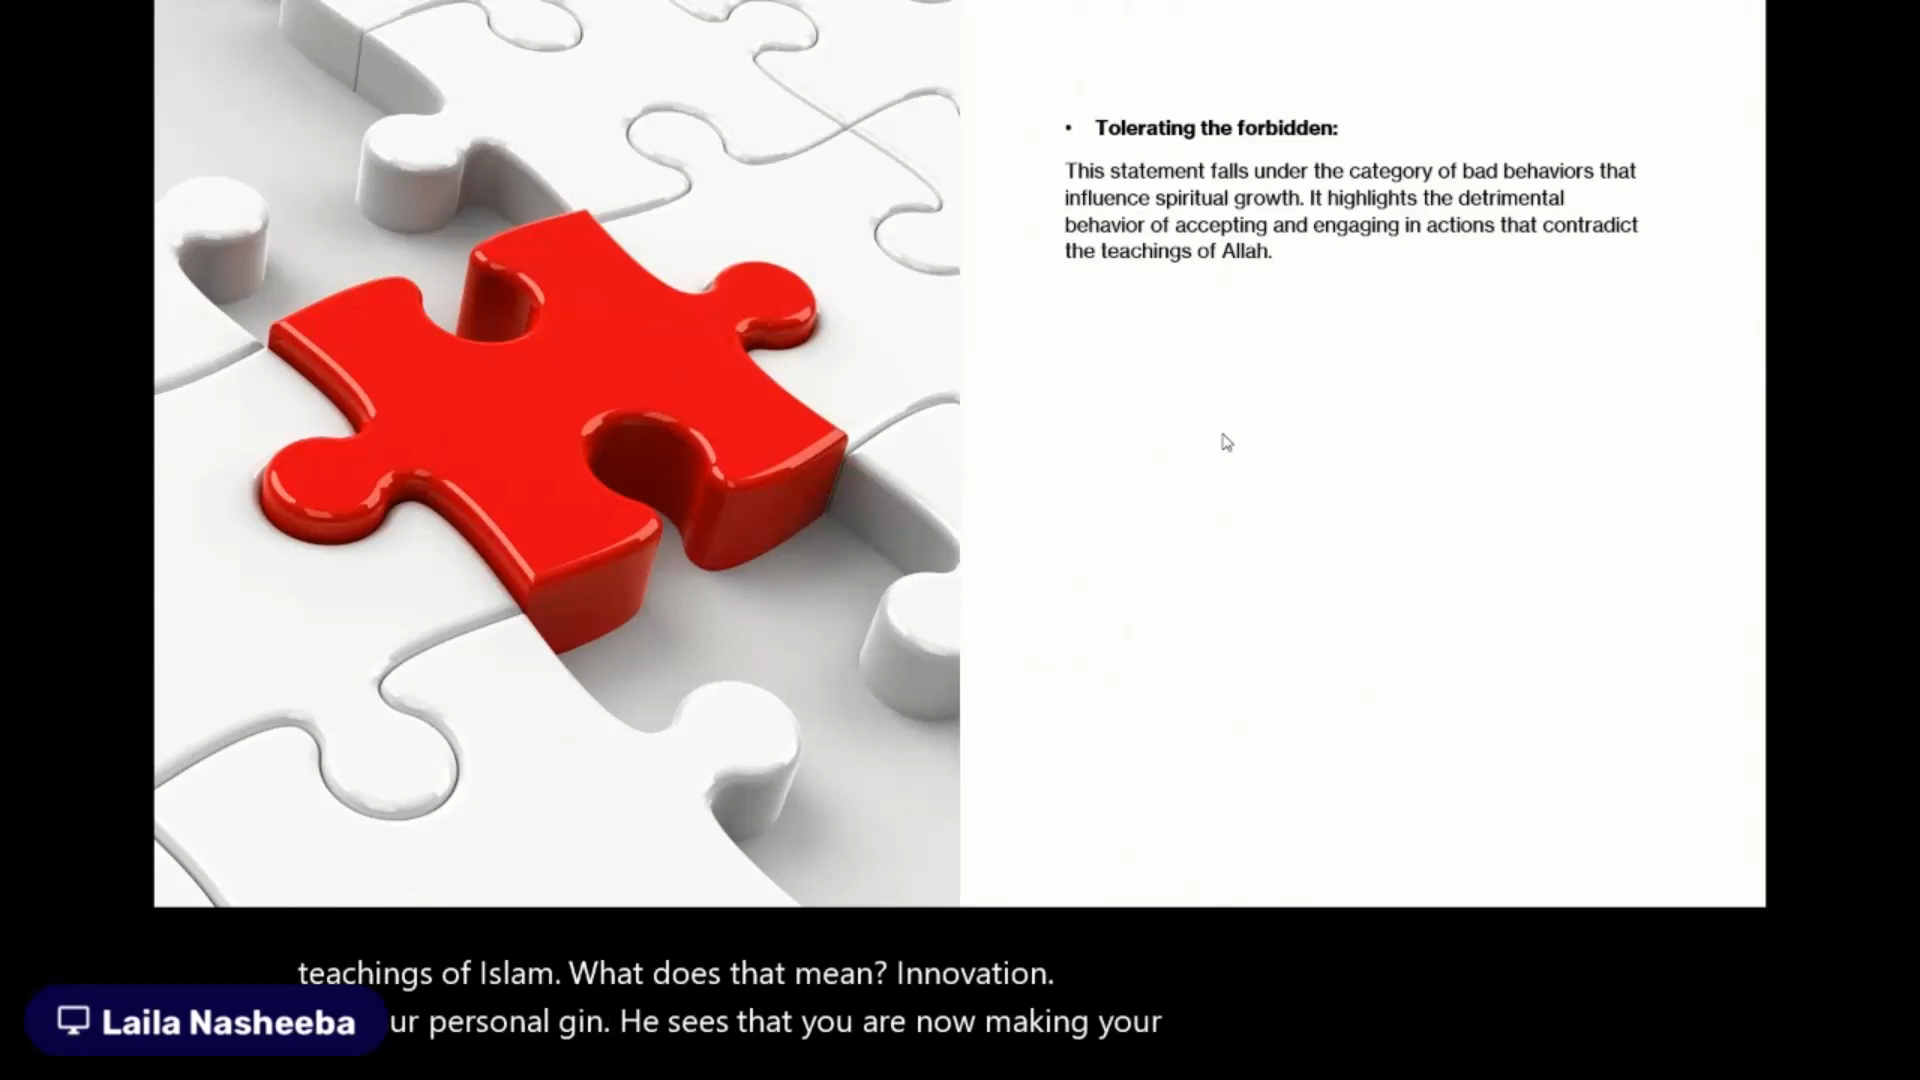 • Tolerating the forbidden:
This statement falls under the category of bad behaviors that
influence spiritual growth. It highlights the detrimental
behavior of accepting and engaging in actions that contradict
the teachings of Allah.
teachings of Islam. What does that mean? Innovation.
ur personal gin. He sees that you are now making your
Laila Nasheeba